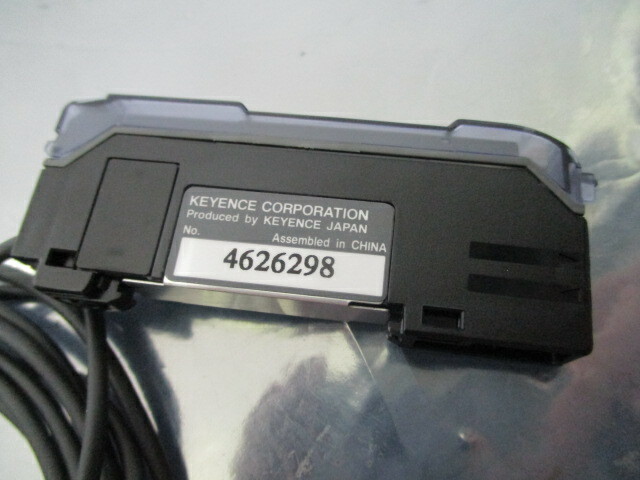 KEYENCE CORPORATION
Produced by KEYENCE JAPAN
No. Assembled in CHINA
4626298